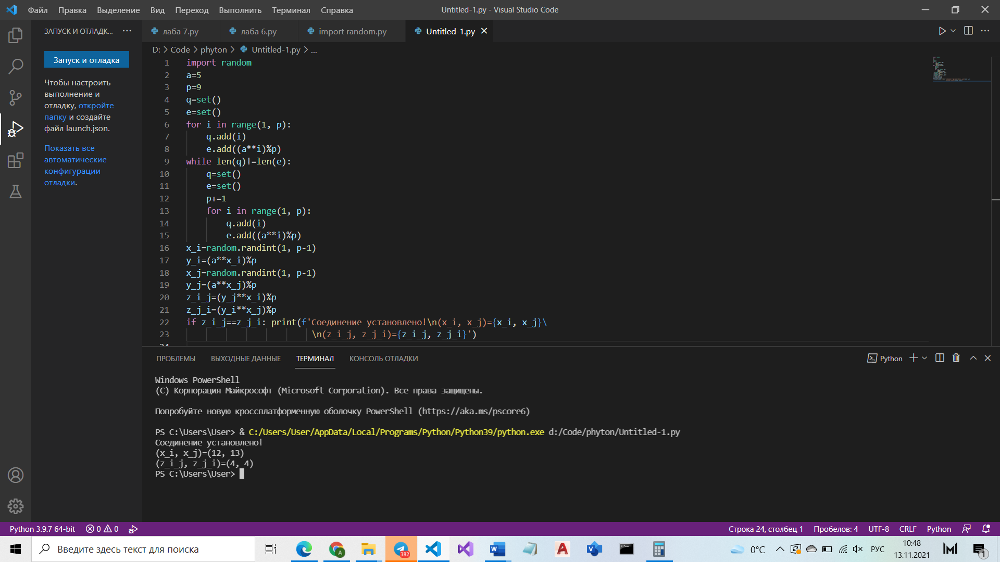 Файл Правка Выделение Вид Переход Выполнить Терминал Справка
Untitled-1.py - Visual Studio Code
ЗАПУСК И ОТЛАДК...
Запуск и отладка
Чтобы настроить
выполнение и
отладку, откройте
папку и создайте
файл launch.json.
Показать все
автоматические
конфигурации
отладки.
лаба 7.py лаба 6.py import random.py Untitled-1.py
D: > Code > phyton > Untitled-1.py > ...
1 import random
2 a=5
3 p=9
4 q=set()
5 e=set()
6 for i in range(1, p):
7 q.add(i)
8 e.add((a**i)%p)
9 while len(q)!=len(e):
10 q=set()
11 e=set()
12 p+=1
13 for i in range(1, p):
14 q.add(i)
15 e.add((a**i)%p)
16 x_i=random.randint(1, p-1)
17 y_i=(a**x_i)%p
18 x_j=random.randint(1, p-1)
19 y_j=(a**x_j)%p
20 z_i_j=(y_j**x_i)%p
21 z_j_i=(y_i**x_j)%p
22 if z_i_j==z_j_i: print(f'Соединение установлено!\n(x_i, x_j)={x_i, x_j}\
23 \n(z_i_j, z_j_i)={z_i_j, z_j_i}')
24
ПРОБЛЕМЫ ВЫХОДНЫЕ ДАННЫЕ ТЕРМИНАЛ КОНСОЛЬ ОТЛАДКИ
Python
Windows PowerShell
(C) Корпорация Майкрософт (Microsoft Corporation). Все права защищены.
Попробуйте новую кроссплатформенную оболочку PowerShell (https://aka.ms/pscore6)
PS C:\Users\User> & C:/Users/User/AppData/Local/Programs/Python/Python39/python.exe d:/Code/phyton/Untitled-1.py
Соединение установлено!
(x_i, x_j)=(12, 13)
(z_i_j, z_j_i)=(4, 4)
PS C:\Users\User>
Python 3.9.7 64-bit 0 0
Строка 24, столбец 1 Пробелов: 4 UTF-8 CRLF Python
Введите здесь текст для поиска
A
382
0°C
РУС
10:48
13.11.2021
1